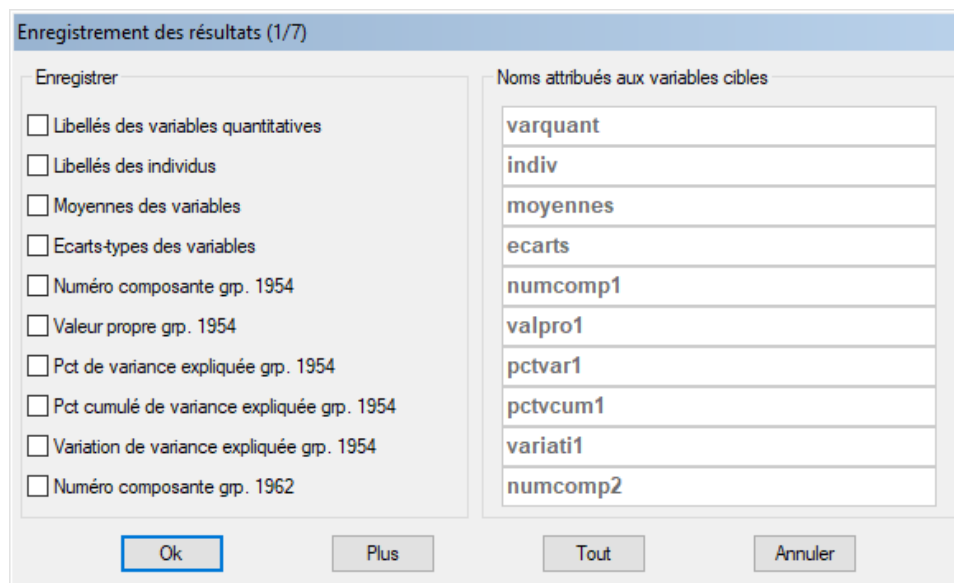 Enregistrement des résultats (1/7)
Enregistrer
Noms attribués aux variables cibles
Libellés des variables quantitatives
varquant
Libellés des individus
indiv
Moyennes des variables
moyennes
Ecarts-types des variables
ecarts
Numéro composante grp. 1954
numcomp1
Valeur propre grp. 1954
valpro1
Pct de variance expliquée grp. 1954
pctvar1
Pct cumulé de variance expliquée grp. 1954
pctvcum1
Variation de variance expliquée grp. 1954
variati1
Numéro composante grp. 1962
numcomp2
Ok
Plus
Tout
Annuler